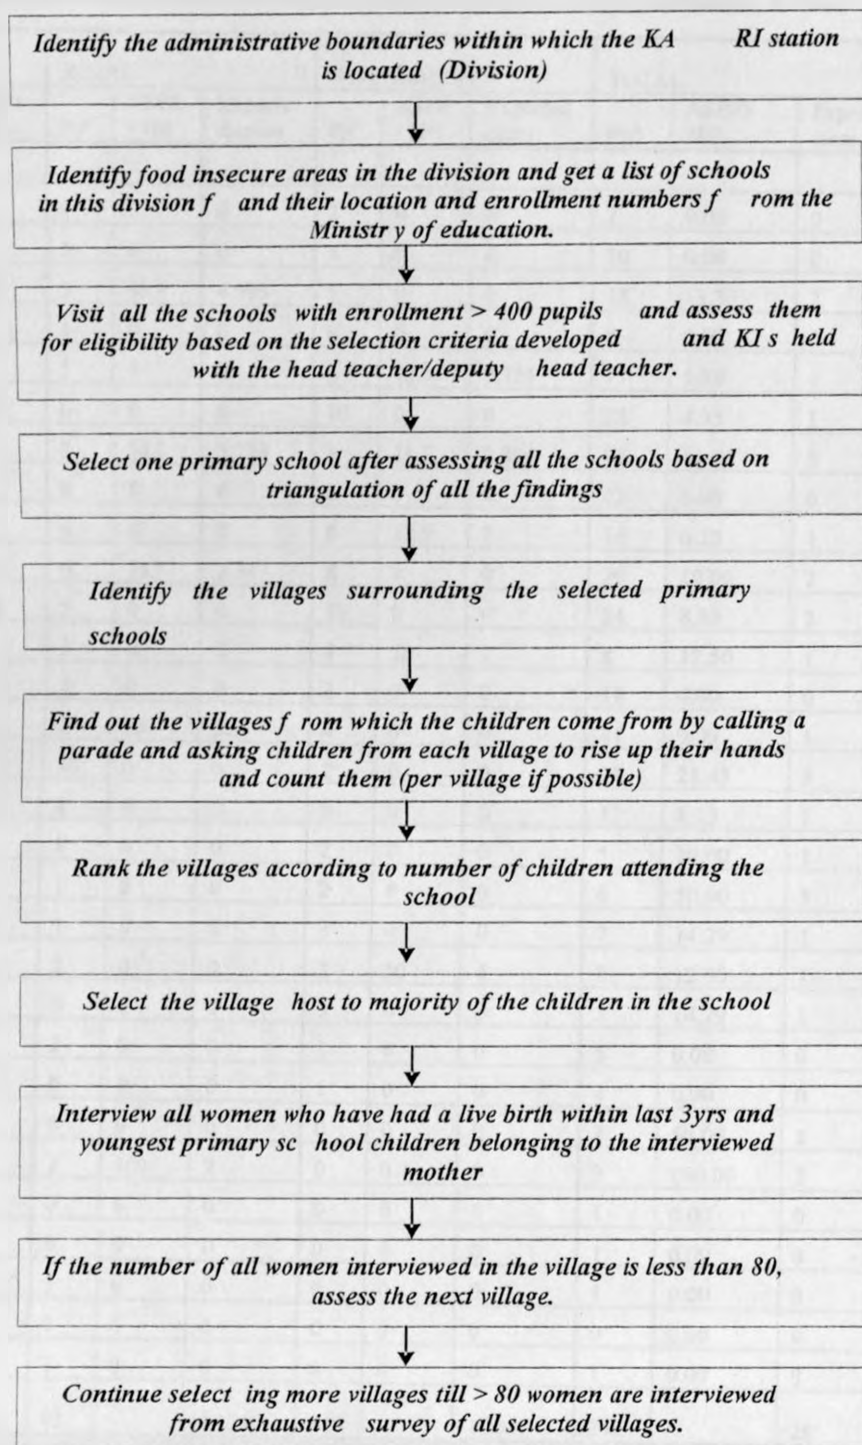 Identify the administrative boundaries within which the KA RI station
is located (Division)
Identify food insecure areas in the division and get a list of schools
in this division f and their location and enrollment numbers f rom the
Ministr y of education.
Visit all the schools with enrollment > 400 pupils and assess them
for eligibility based on the selection criteria developed and KI s held
with the head teacher/deputy head teacher.
Select one primary school after assessing all the schools based on
triangulation of all the findings
Identify the villages surrounding the selected primary
schools
Find out the villages f rom which the children come from by calling a
parade and asking children from each village to rise up their hands
and count them (per village if possible)
Rank the villages according to number of children attending the
school
Select the village host to majority of the children in the school
Interview all women who have had a live birth within last 3yrs and
youngest primary sc hool children belonging to the interviewed
mother
If the number of all women interviewed in the village is less than 80,
assess the next village.
Continue select ing more villages till > 80 women are interviewed
from exhaustive survey of all selected villages.